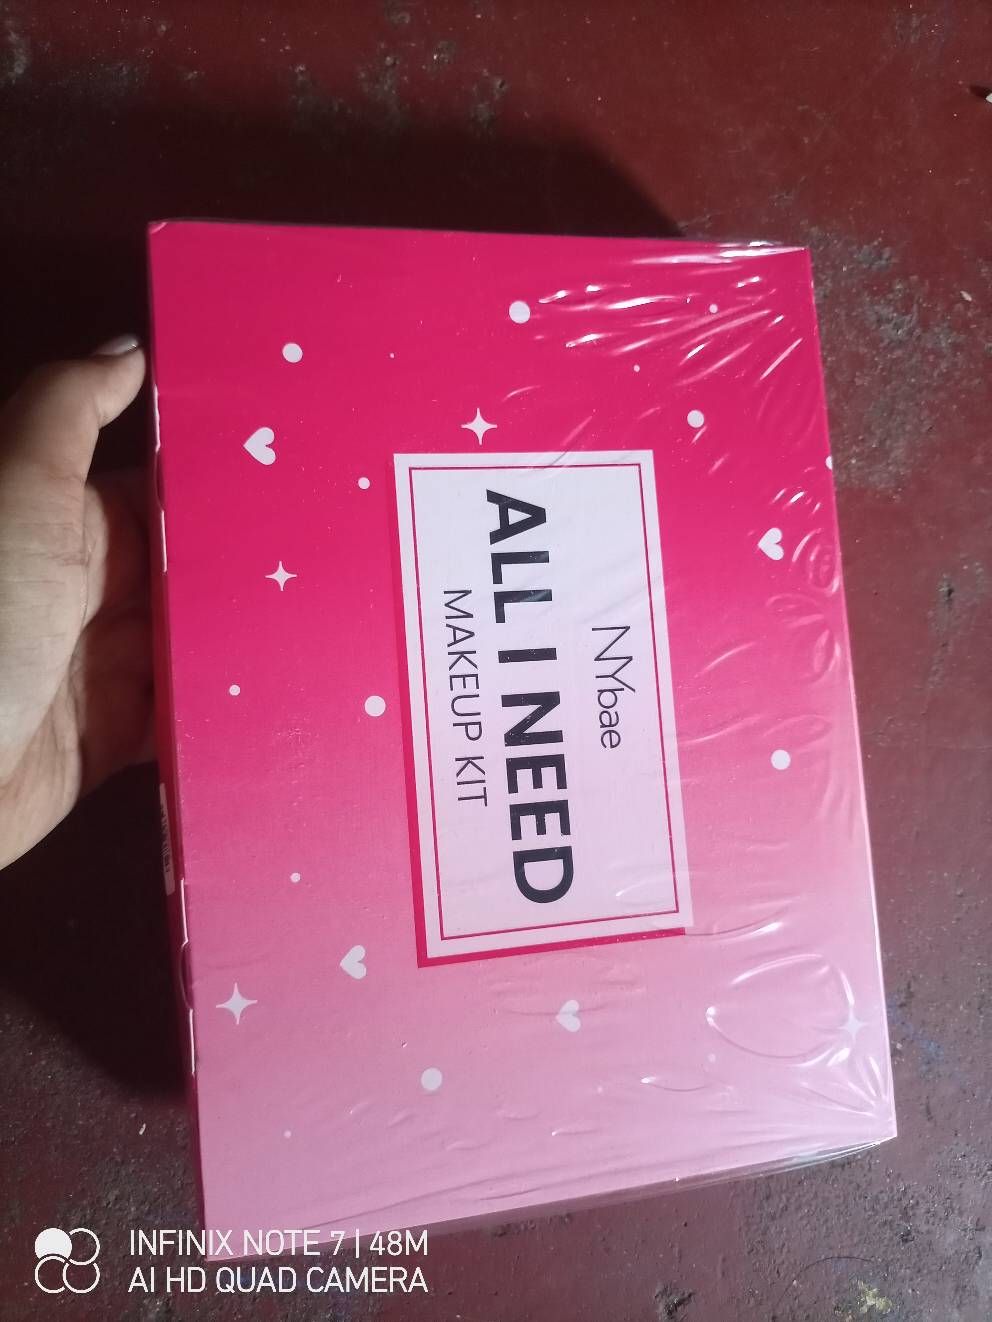 NYbae
ALL I NEED
MAKEUP KIT
INFINIX NOTE 7 | 48M
AI HD QUAD CAMERA